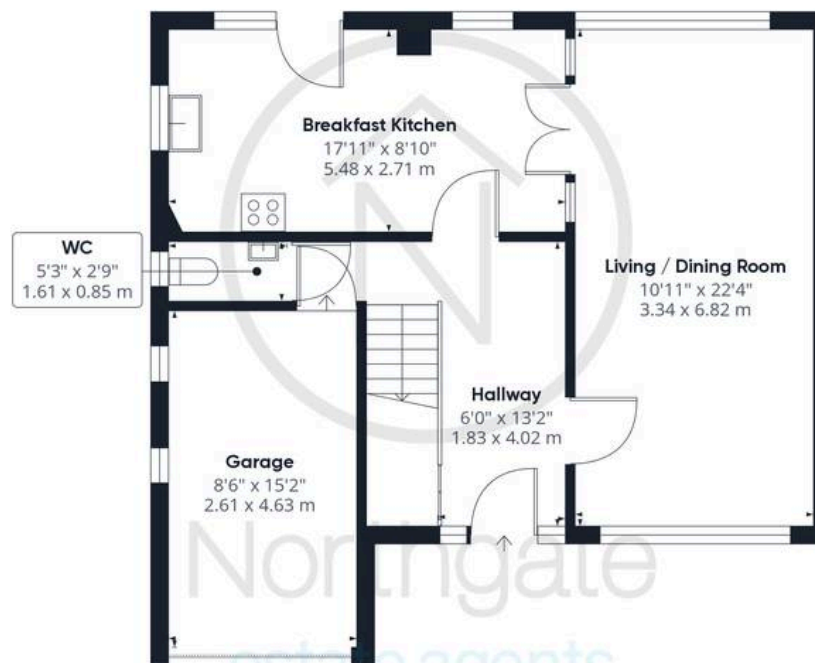 Breakfast Kitchen
17'11" x 8'10"
5.48 x 2.71 m
WC
5'3" x 2'9"
1.61 x 0.85 m
Living / Dining Room
10'11" x 22'4"
3.34 x 6.82 m
Hallway
6'0" x 13'2"
1.83 x 4.02 m
Garage
8'6" x 15'2"
2.61 x 4.63 m
Northgate
estate agents